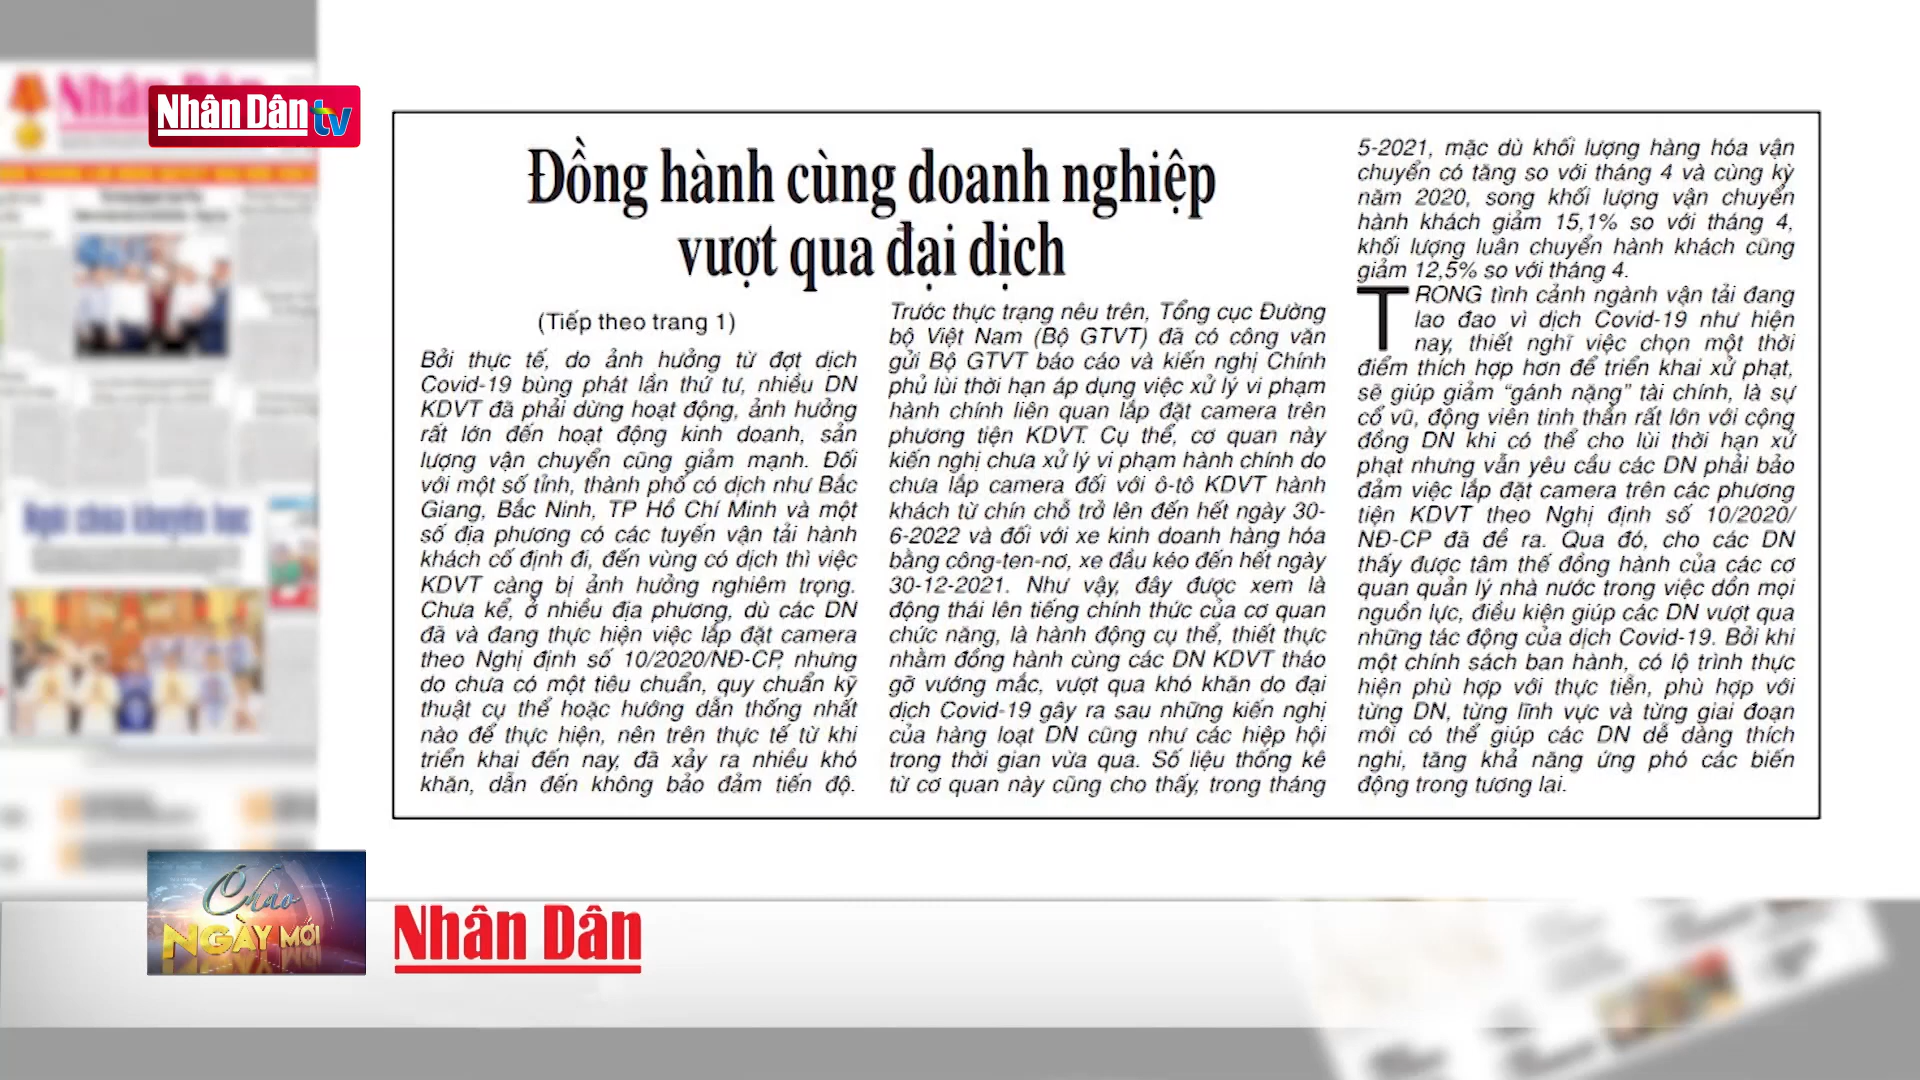 Nhân Dân tv
Đồng hành cùng doanh nghiệp
vượt qua đại dịch
(Tiếp theo trang 1)
Bởi thực tế, do ảnh hưởng từ đợt dịch
Covid-19 bùng phát lần thứ tư, nhiều DN
KDVT đã phải dừng hoạt động, ảnh hưởng
rất lớn đến hoạt động kinh doanh, sản
lượng vận chuyển cũng giảm mạnh. Đối
với một số tỉnh, thành phố có dịch như Bắc
Giang, Bắc Ninh, TP Hồ Chí Minh và một
số địa phương có các tuyến vận tải hành
khách cố định đi, đến vùng có dịch thì việc
KDVT càng bị ảnh hưởng nghiêm trọng.
Chưa kể, ở nhiều địa phương, dù các DN
đã và đang thực hiện việc lắp đặt camera
theo Nghị định số 10/2020/NĐ-CP, nhưng
do chưa có một tiêu chuẩn, quy chuẩn kỹ
thuật cụ thể hoặc hướng dẫn thống nhất
nào để thực hiện, nên trên thực tế từ khi
triển khai đến nay, đã xảy ra nhiều khó
khăn, dẫn đến không bảo đảm tiến độ.
Trước thực trạng nêu trên, Tổng cục Đường
bộ Việt Nam (Bộ GTVT) đã có công văn
gửi Bộ GTVT báo cáo và kiến nghị Chính
phủ lùi thời hạn áp dụng việc xử lý vi phạm
hành chính liên quan lắp đặt camera trên
phương tiện KDVT. Cụ thể, cơ quan này
kiến nghị chưa xử lý vi phạm hành chính do
chưa lắp camera đối với ô-tô KDVT hành
khách từ chín chỗ trở lên đến hết ngày 30-
6-2022 và đối với xe kinh doanh hàng hóa
bằng công-ten-nơ, xe đầu kéo đến hết ngày
30-12-2021. Như vậy, đây được xem là
động thái lên tiếng chính thức của cơ quan
chức năng, là hành động cụ thể, thiết thực
nhằm đồng hành cùng các DN KDVT tháo
gỡ vướng mắc, vượt qua khó khăn do đại
dịch Covid-19 gây ra sau những kiến nghị
của hàng loạt DN cũng như các hiệp hội
trong thời gian vừa qua. Số liệu thống kê
từ cơ quan này cũng cho thấy, trong tháng
5-2021, mặc dù khối lượng hàng hóa vận
chuyển có tăng so với tháng 4 và cùng kỳ
năm 2020, song khối lượng vận chuyển
hành khách giảm 15,1% so với tháng 4,
khối lượng luân chuyển hành khách cũng
giảm 12,5% so với tháng 4.
TRONG tình cảnh ngành vận tải đang
lao đao vì dịch Covid-19 như hiện
nay, thiết nghĩ việc chọn một thời
điểm thích hợp hơn để triển khai xử phạt,
sẽ giúp giảm “gánh nặng” tài chính, là sự
cổ vũ, động viên tinh thần rất lớn với cộng
đồng DN khi có thể cho lùi thời hạn xử
phạt nhưng vẫn yêu cầu các DN phải bảo
đảm việc lắp đặt camera trên các phương
tiện KDVT theo Nghị định số 10/2020/
NĐ-CP đã đề ra. Qua đó, cho các DN
thấy được tâm thế đồng hành của các cơ
quan quản lý nhà nước trong việc dồn mọi
nguồn lực, điều kiện giúp các DN vượt qua
những tác động của dịch Covid-19. Bởi khi
một chính sách ban hành, có lộ trình thực
hiện phù hợp với thực tiễn, phù hợp với
từng DN, từng lĩnh vực và từng giai đoạn
mới có thể giúp các DN dễ dàng thích
nghi, tăng khả năng ứng phó các biến
động trong tương lai.
Chào
NGÀY MỚI
Nhân Dân